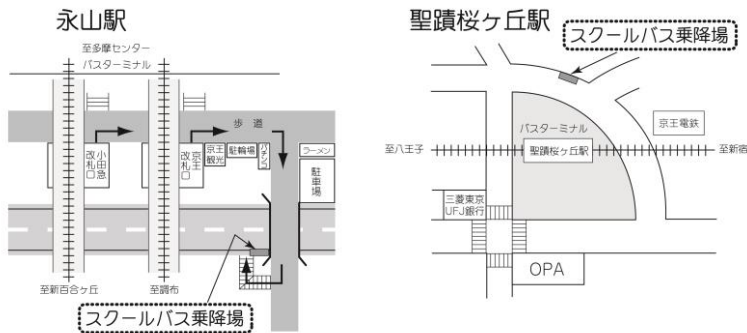 永山駅
至多摩センター
バスターミナル
歩道
小田急
改札口
京王
改札口
京王
観光
駐輪場
パチンコ
ラーメン
駐車場
至新百合ヶ丘
至調布
スクールバス乗降場
聖蹟桜ヶ丘駅
スクールバス乗降場
バスターミナル
京王電鉄
至八王子
聖蹟桜ヶ丘駅
至新宿
三菱東京
UFJ銀行
OPA